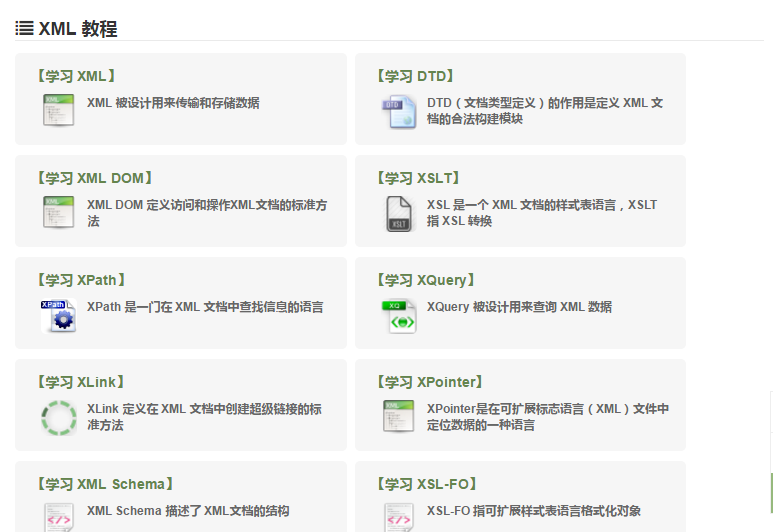 XML 教程
【学习 XML】
XML 被设计用来传输和存储数据
【学习 DTD】
DTD
DTD（文档类型定义）的作用是定义 XML 文
档的合法构建模块
【学习 XML DOM】
XML DOM 定义访问和操作XML文档的标准方
法
【学习 XSLT】
XSLT
XSL 是一个 XML 文档的样式表语言，XSLT
指 XSL 转换
【学习 XPath】
XPath
XPath 是一门在 XML 文档中查找信息的语言
【学习 XQuery】
XQ
XQuery 被设计用来查询 XML 数据
【学习 XLink】
XLink 定义在 XML 文档中创建超级链接的标
准方法
【学习 XPointer】
XPointer是在可扩展标志语言（XML）文件中
定位数据的一种语言
【学习 XML Schema】
</>
XML Schema 描述了 XML文档的结构
【学习 XSL-FO】
</>
XSL-FO 指可扩展样式表语言格式化对象